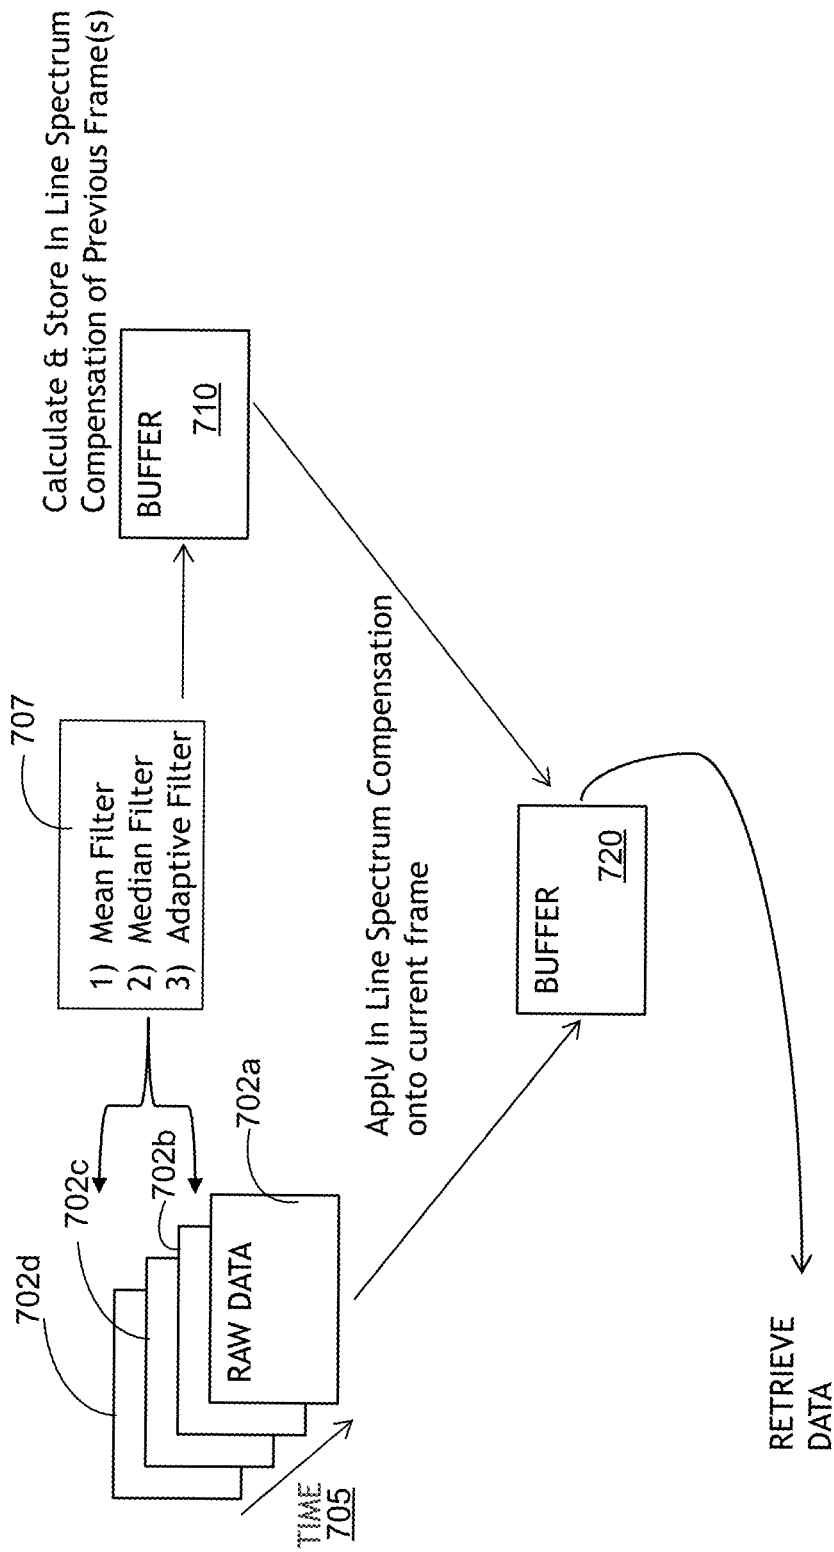 702d
702c
702b
702a
RAW DATA
TIME
705
707
1) Mean Filter
2) Median Filter
3) Adaptive Filter
Calculate & Store In Line Spectrum
Compensation of Previous Frame(s)
BUFFER
710
Apply In Line Spectrum Compensation
onto current frame
BUFFER
720
RETRIEVE
DATA